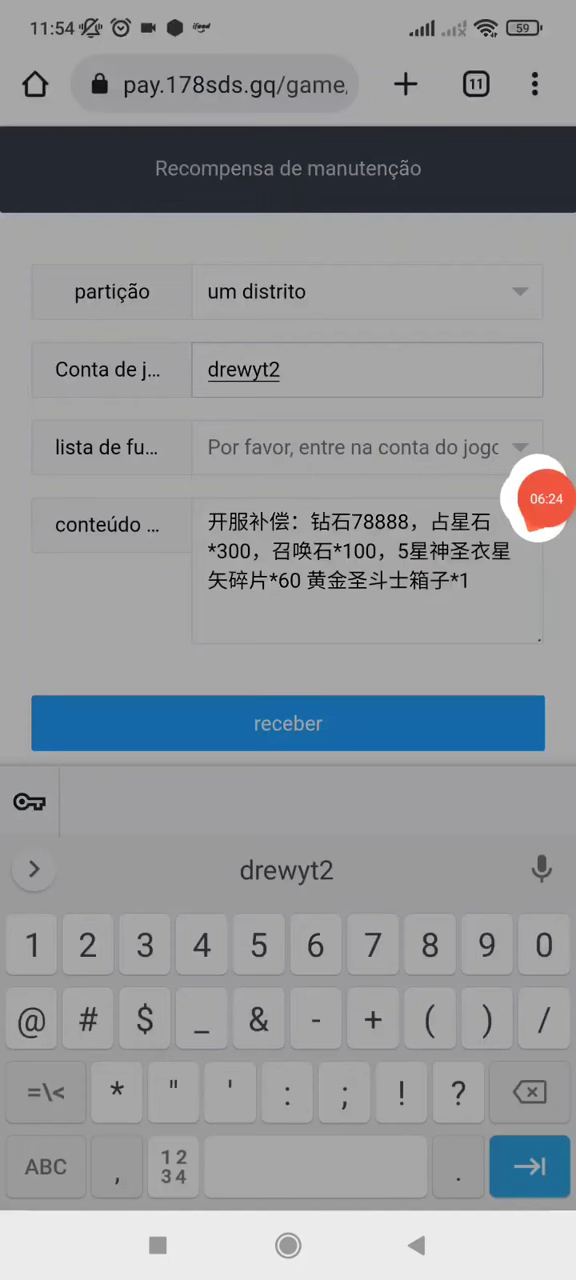 11:54
59
pay.178sds.gq/game,
11
Recompensa de manutenção
partição
um distrito
Conta de j...
drewyt2
lista de fu...
Por favor, entre na conta do jogo
06:24
conteúdo ...
开服补偿：钻石78888，占星石
*300，召唤石*100，5星神圣衣星
矢碎片*60 黄金圣斗士箱子*1
receber
drewyt2
1 2 3 4 5 6 7 8 9 0
@ # $ _ & - + ( ) /
=\< * " ' : ; ! ?
ABC , 12 34 .